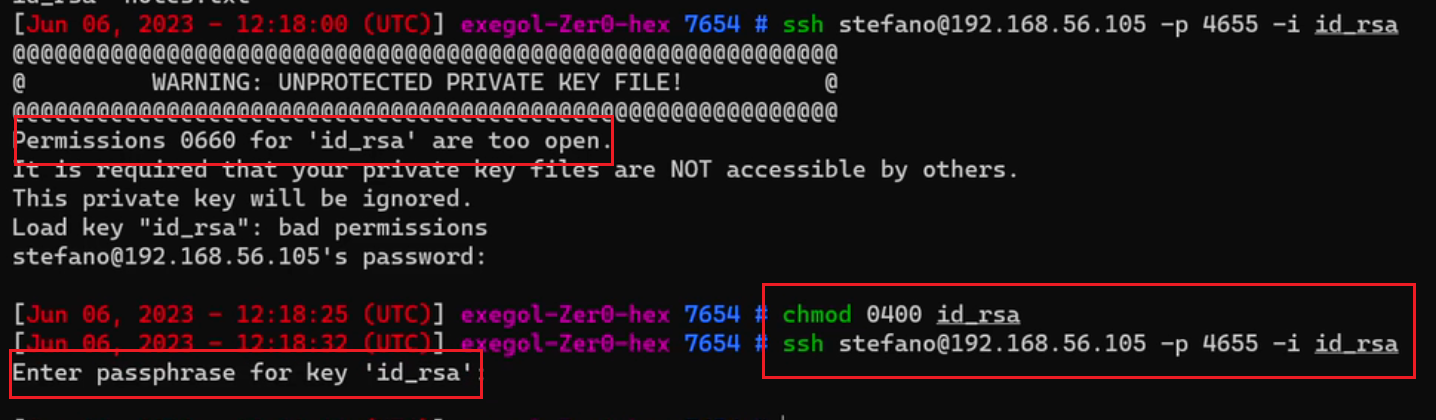 id_rsa notes.txt
[Jun 06, 2023 - 12:18:00 (UTC)] exegol-Zer0-hex 7654 # ssh stefano@192.168.56.105 -p 4655 -i id_rsa
@@@@@@@@@@@@@@@@@@@@@@@@@@@@@@@@@@@@@@@@@@@@@@@@@@@@@@@@@@@
@         WARNING: UNPROTECTED PRIVATE KEY FILE!          @
@@@@@@@@@@@@@@@@@@@@@@@@@@@@@@@@@@@@@@@@@@@@@@@@@@@@@@@@@@@
Permissions 0660 for 'id_rsa' are too open.
It is required that your private key files are NOT accessible by others.
This private key will be ignored.
Load key "id_rsa": bad permissions
stefano@192.168.56.105's password:
[Jun 06, 2023 - 12:18:25 (UTC)] exegol-Zer0-hex 7654 # chmod 0400 id_rsa
[Jun 06, 2023 - 12:18:32 (UTC)] exegol-Zer0-hex 7654 # ssh stefano@192.168.56.105 -p 4655 -i id_rsa
Enter passphrase for key 'id_rsa':